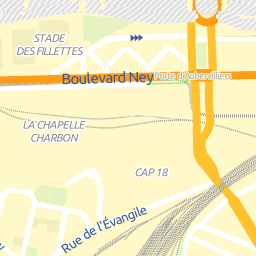 STADE
DES FILLETTES
Boulevard Ney
Porte d'Aubervilliers
LA CHAPELLE
CHARBON
CAP 18
Rue de l'Évangile